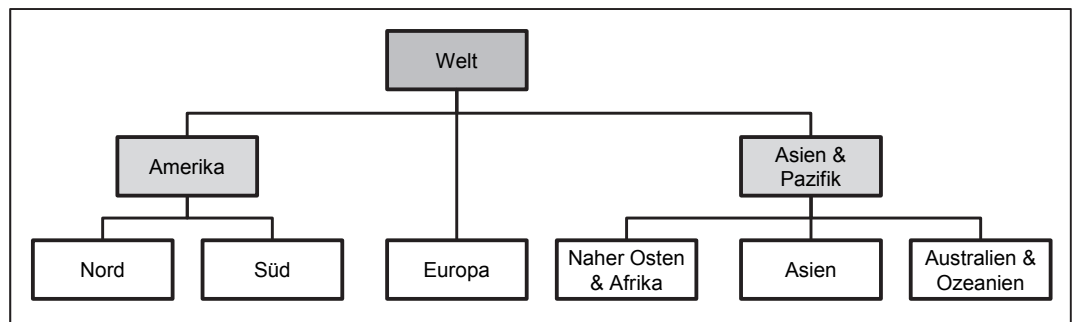 Welt
Amerika
Asien &
Pazifik
Nord
Süd
Europa
Naher Osten
& Afrika
Asien
Australien &
Ozeanien